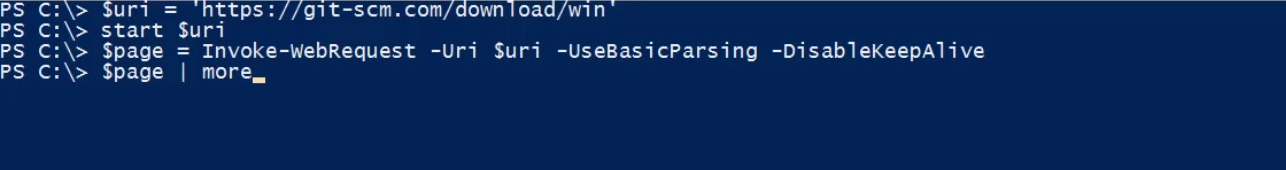 PS C:\> $uri = 'https://git-scm.com/download/win'
PS C:\> start $uri
PS C:\> $page = Invoke-WebRequest -Uri $uri -UseBasicParsing -DisableKeepAlive
PS C:\> $page | more